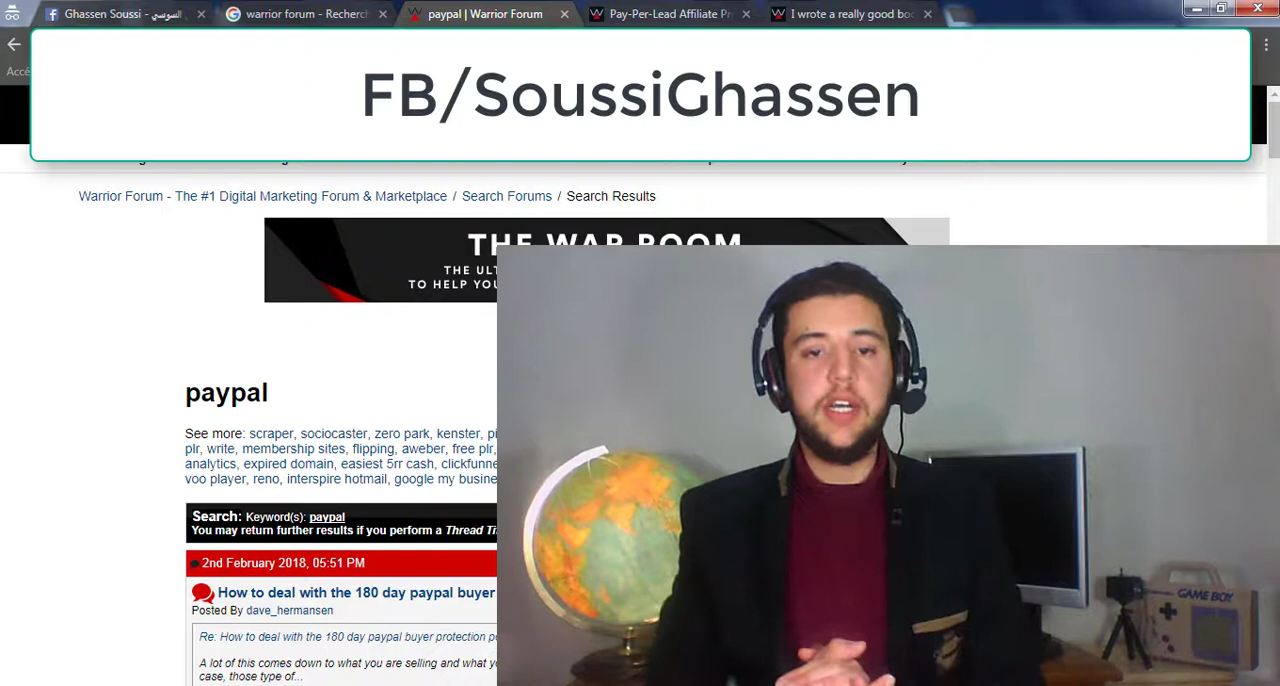 Ghassen Soussi - السوسي
warrior forum - Recherch
paypal | Warrior Forum
Pay-Per-Lead Affiliate Pr
I wrote a really good boo
FB/SoussiGhassen
Warrior Forum - The #1 Digital Marketing Forum & Marketplace / Search Forums / Search Results
THE WAR ROOM
THE ULT
TO HELP YOU
paypal
See more: scraper, sociocaster, zero park, kenster, pi
plr, write, membership sites, flipping, aweber, free plr,
analytics, expired domain, easiest 5rr cash, clickfunne
voo player, reno, interspire hotmail, google my busine
Search: Keyword(s): paypal
You may return further results if you perform a Thread Tit
2nd February 2018, 05:51 PM
How to deal with the 180 day paypal buyer
Posted By dave_hermansen
Re: How to deal with the 180 day paypal buyer protection po
A lot of this comes down to what you are selling and what yo
case, those type of...
GAME BOY